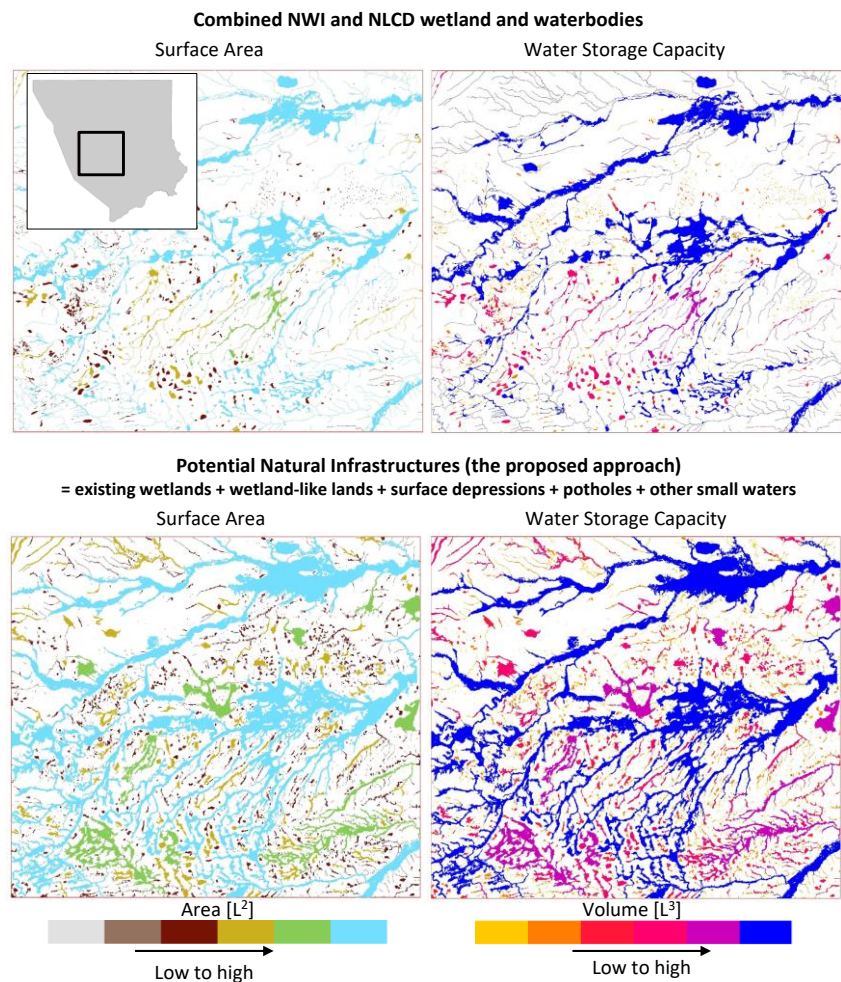 Combined NWI and NLCD wetland and waterbodies
Surface Area
Water Storage Capacity
Potential Natural Infrastructures (the proposed approach)
= existing wetlands + wetland-like lands + surface depressions + potholes + other small waters
Surface Area
Water Storage Capacity
Area [L²]
Volume [L³]
Low to high
Low to high